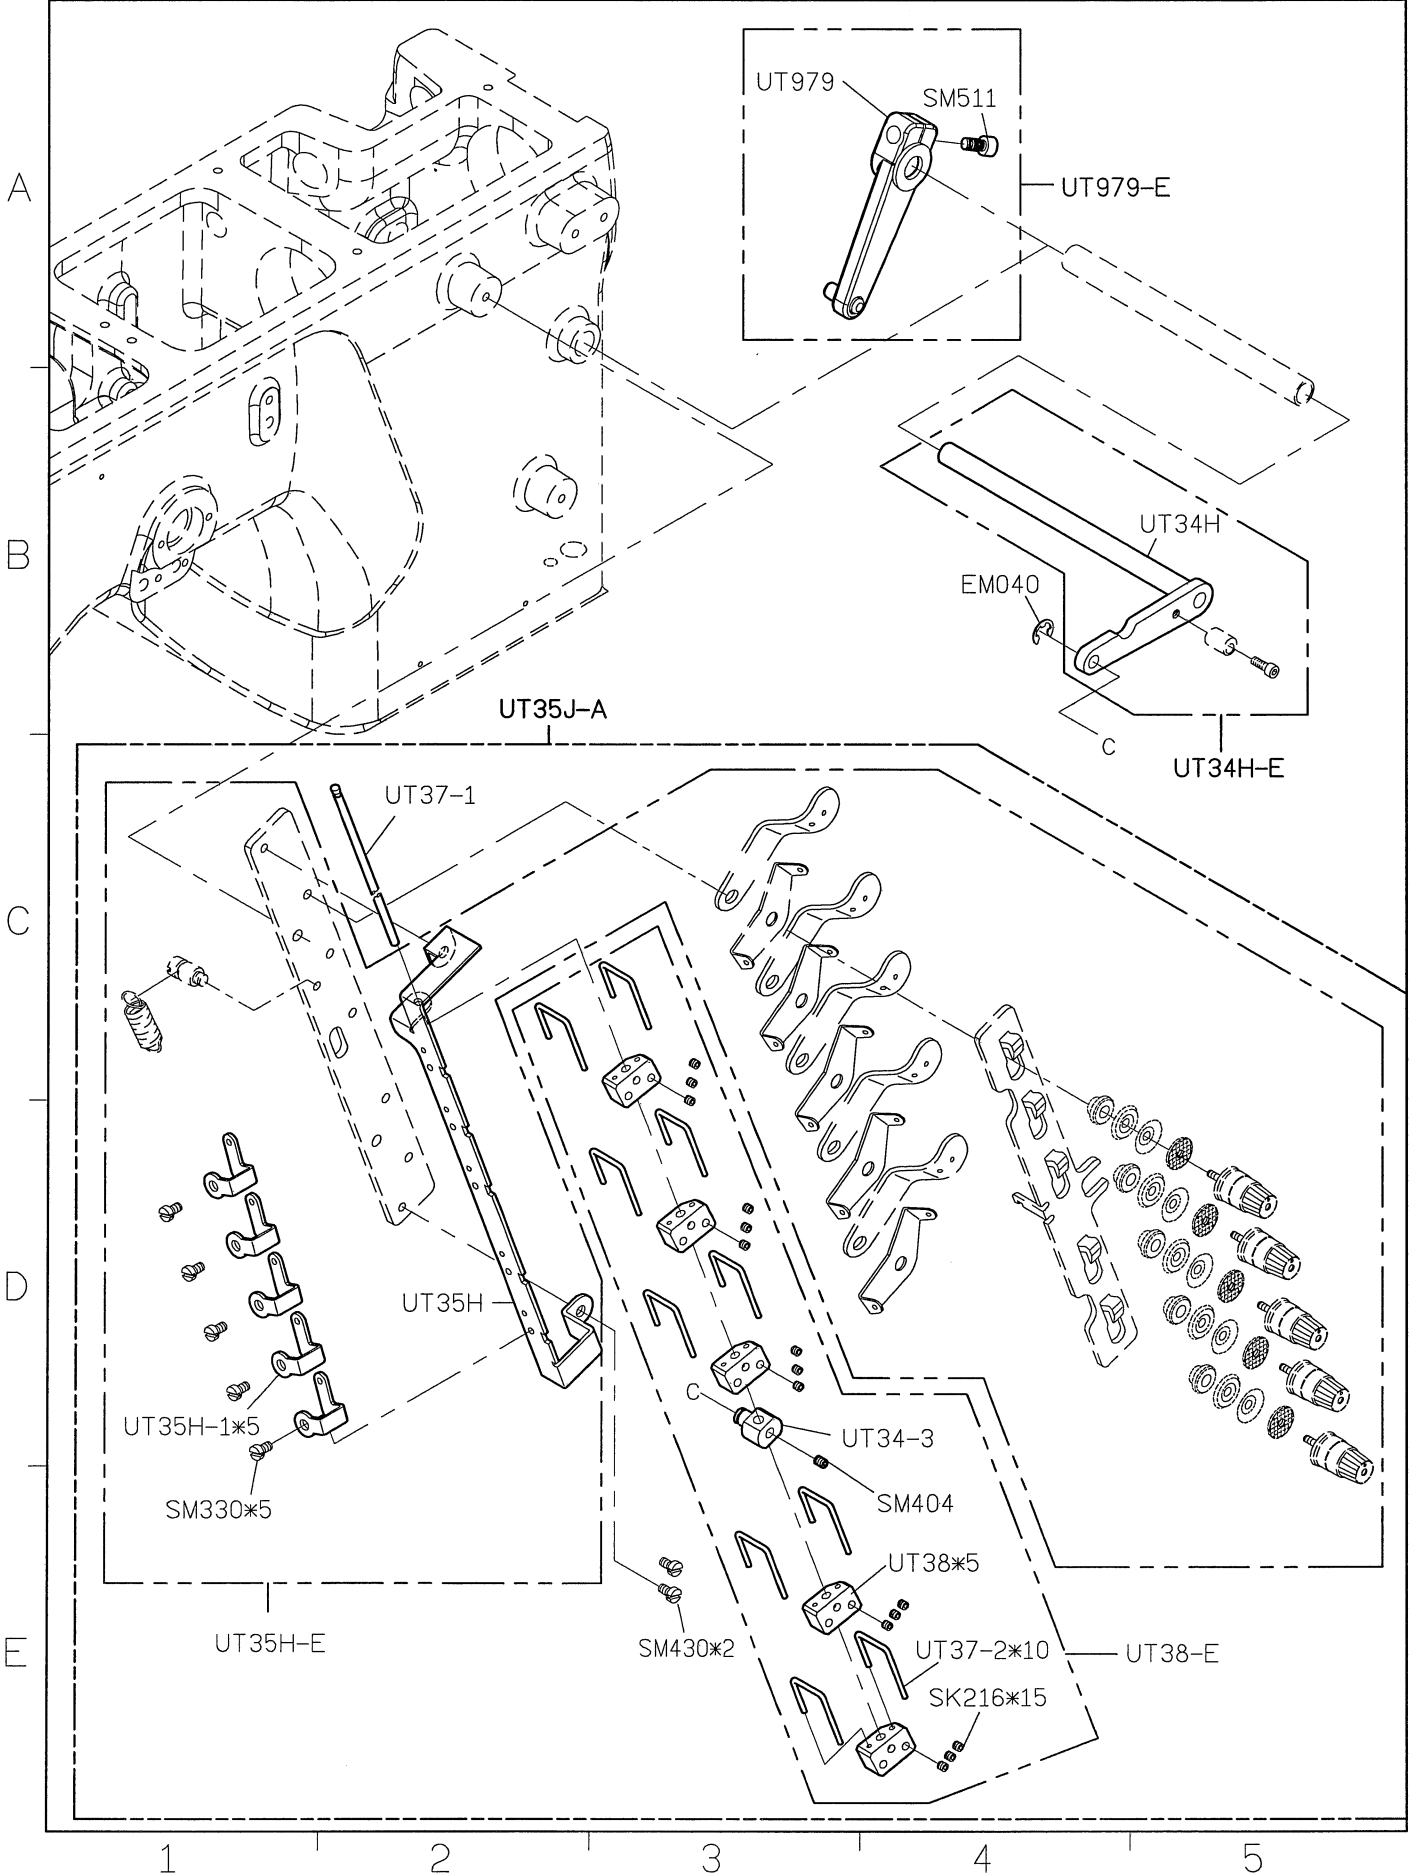 UT979
SM511
A
UT979-E
UT34H
B
EM040
UT35J-A
C
UT34H-E
UT37-1
C
D
UT35H
C
UT35H-1*5
UT34-3
SM330*5
SM404
UT38*5
UT35H-E
SM430*2
UT37-2*10
UT38-E
E
SK216*15
1
2
3
4
5